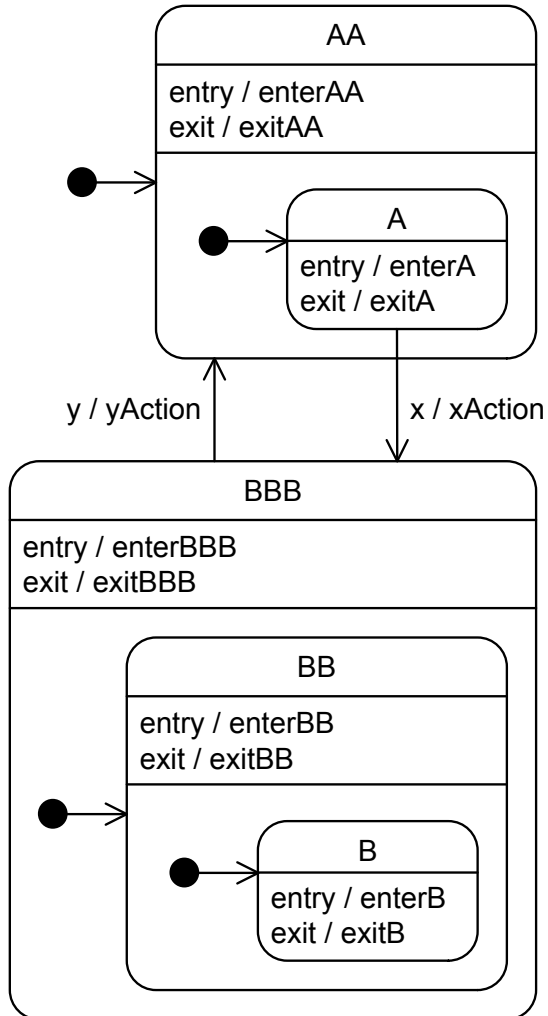 AA
entry / enterAA
exit / exitAA
A
entry / enterA
exit / exitA
y / yAction
x / xAction
BBB
entry / enterBBB
exit / exitBBB
BB
entry / enterBB
exit / exitBB
B
entry / enterB
exit / exitB